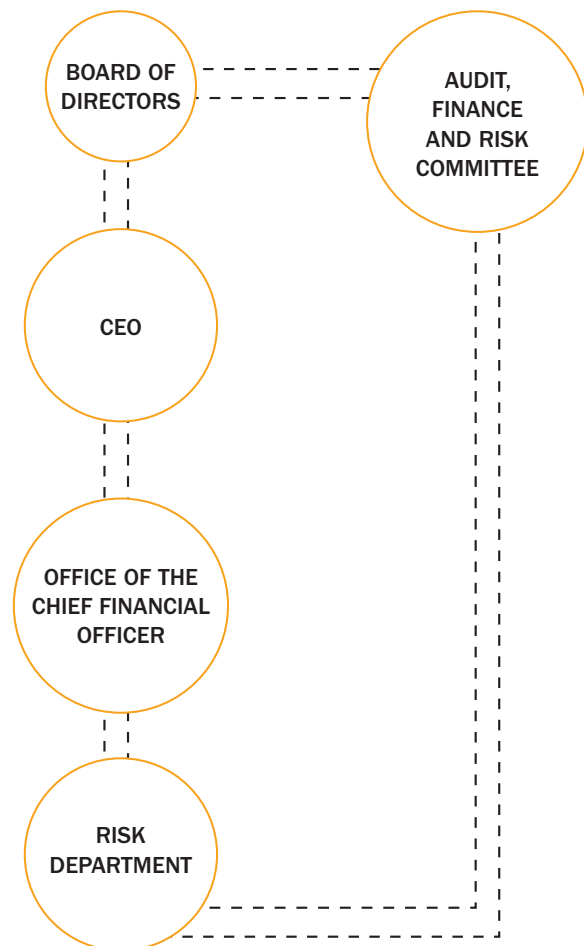 BOARD OF
DIRECTORS
AUDIT,
FINANCE
AND RISK
COMMITTEE
CEO
OFFICE OF THE
CHIEF FINANCIAL
OFFICER
RISK
DEPARTMENT